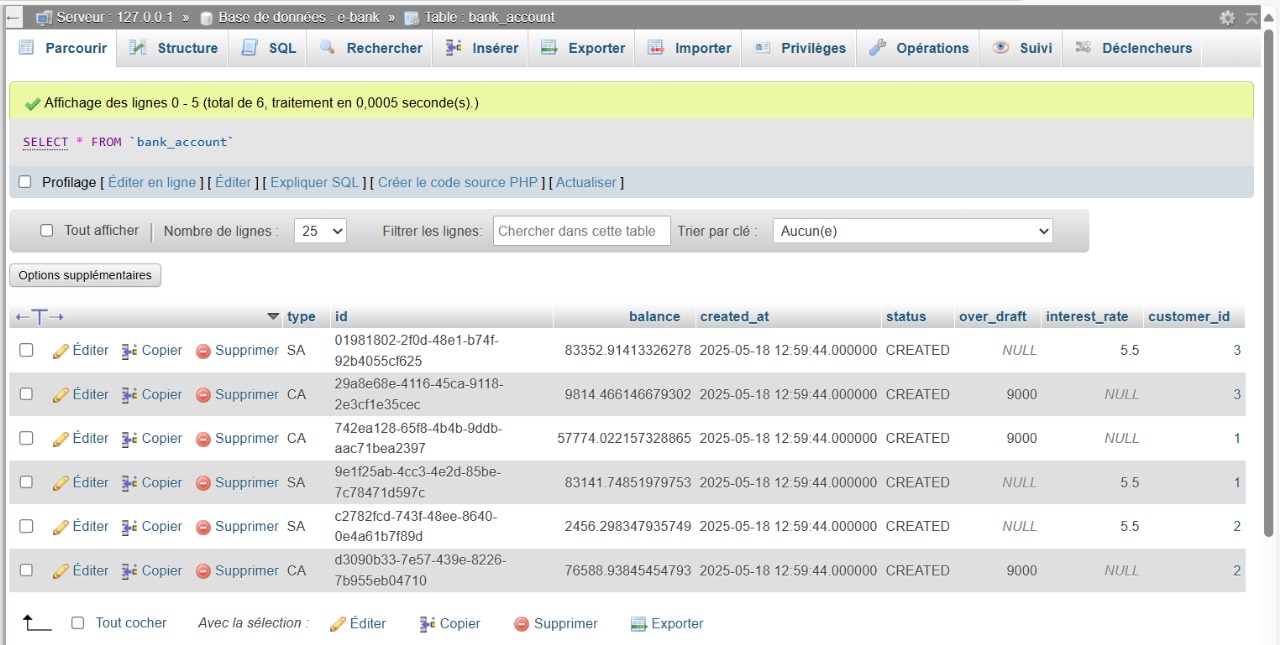 Serveur : 127.0.0.1 » Base de données : e-bank » Table : bank_account
Parcourir Structure SQL Rechercher Insérer Exporter Importer Privilèges Opérations Suivi Déclencheurs
Affichage des lignes 0 - 5 (total de 6, traitement en 0,0005 seconde(s).)
SELECT * FROM `bank_account`
Profilage [ Éditer en ligne ] [ Éditer ] [ Expliquer SQL ] [ Créer le code source PHP ] [ Actualiser ]
Tout afficher Nombre de lignes : 25 Filtrer les lignes: Chercher dans cette table Trier par clé : Aucun(e)
Options supplémentaires
←T→ type id balance created_at status over_draft interest_rate customer_id
Éditer Copier Supprimer SA 01981802-2f0d-48e1-b74f- 83352.91413326278 2025-05-18 12:59:44.000000 CREATED NULL 5.5 3
92b4055cf625
Éditer Copier Supprimer CA 29a8e68e-4116-45ca-9118- 9814.466146679302 2025-05-18 12:59:44.000000 CREATED 9000 NULL 3
2e3cf1e35cec
Éditer Copier Supprimer CA 742ea128-65f8-4b4b-9ddb- 57774.022157328865 2025-05-18 12:59:44.000000 CREATED 9000 NULL 1
aac71bea2397
Éditer Copier Supprimer SA 9e1f25ab-4cc3-4e2d-85be- 83141.74851979753 2025-05-18 12:59:44.000000 CREATED NULL 5.5 1
7c78471d597c
Éditer Copier Supprimer SA c2782fcd-743f-48ee-8640- 2456.298347935749 2025-05-18 12:59:44.000000 CREATED NULL 5.5 2
0e4a61b7f89d
Éditer Copier Supprimer CA d3090b33-7e57-439e-8226- 76588.93845454793 2025-05-18 12:59:44.000000 CREATED 9000 NULL 2
7b955eb04710
Tout cocher Avec la sélection : Éditer Copier Supprimer Exporter